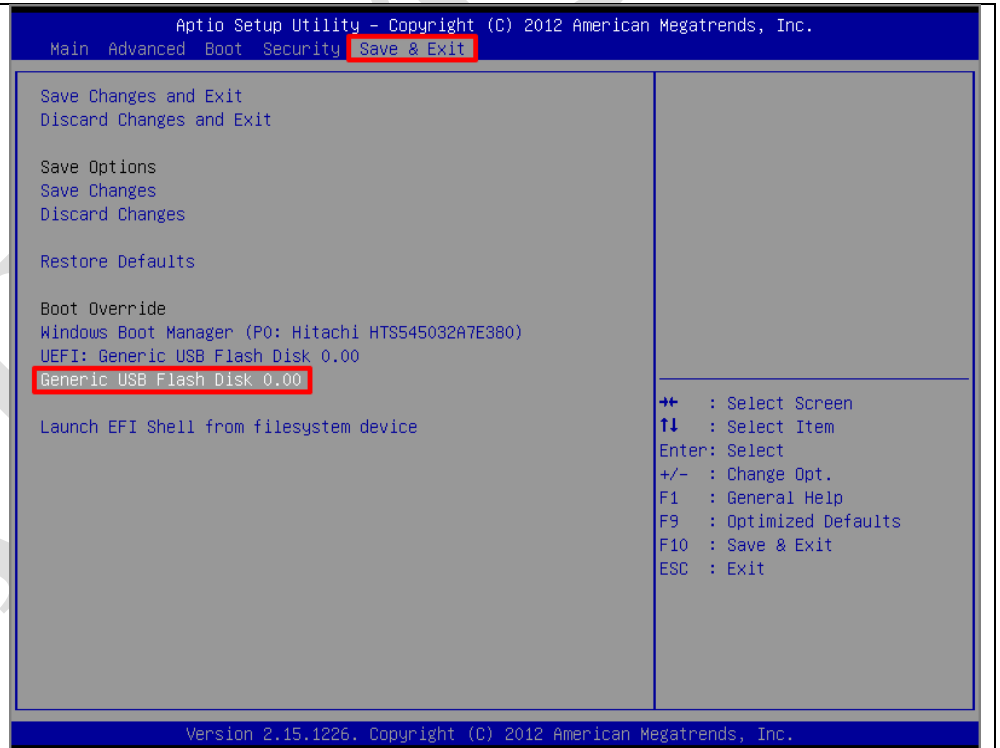 Aptio Setup Utility – Copyright (C) 2012 American Megatrends, Inc.
Main Advanced Boot Security Save & Exit
Save Changes and Exit
Discard Changes and Exit
Save Options
Save Changes
Discard Changes
Restore Defaults
Boot Override
Windows Boot Manager (P0: Hitachi HTS545032A7E380)
UEFI: Generic USB Flash Disk 0.00
Generic USB Flash Disk 0.00
Launch EFI Shell from filesystem device
→← : Select Screen
↑↓ : Select Item
Enter: Select
+/- : Change Opt.
F1 : General Help
F9 : Optimized Defaults
F10 : Save & Exit
ESC : Exit
Version 2.15.1226. Copyright (C) 2012 American Megatrends, Inc.